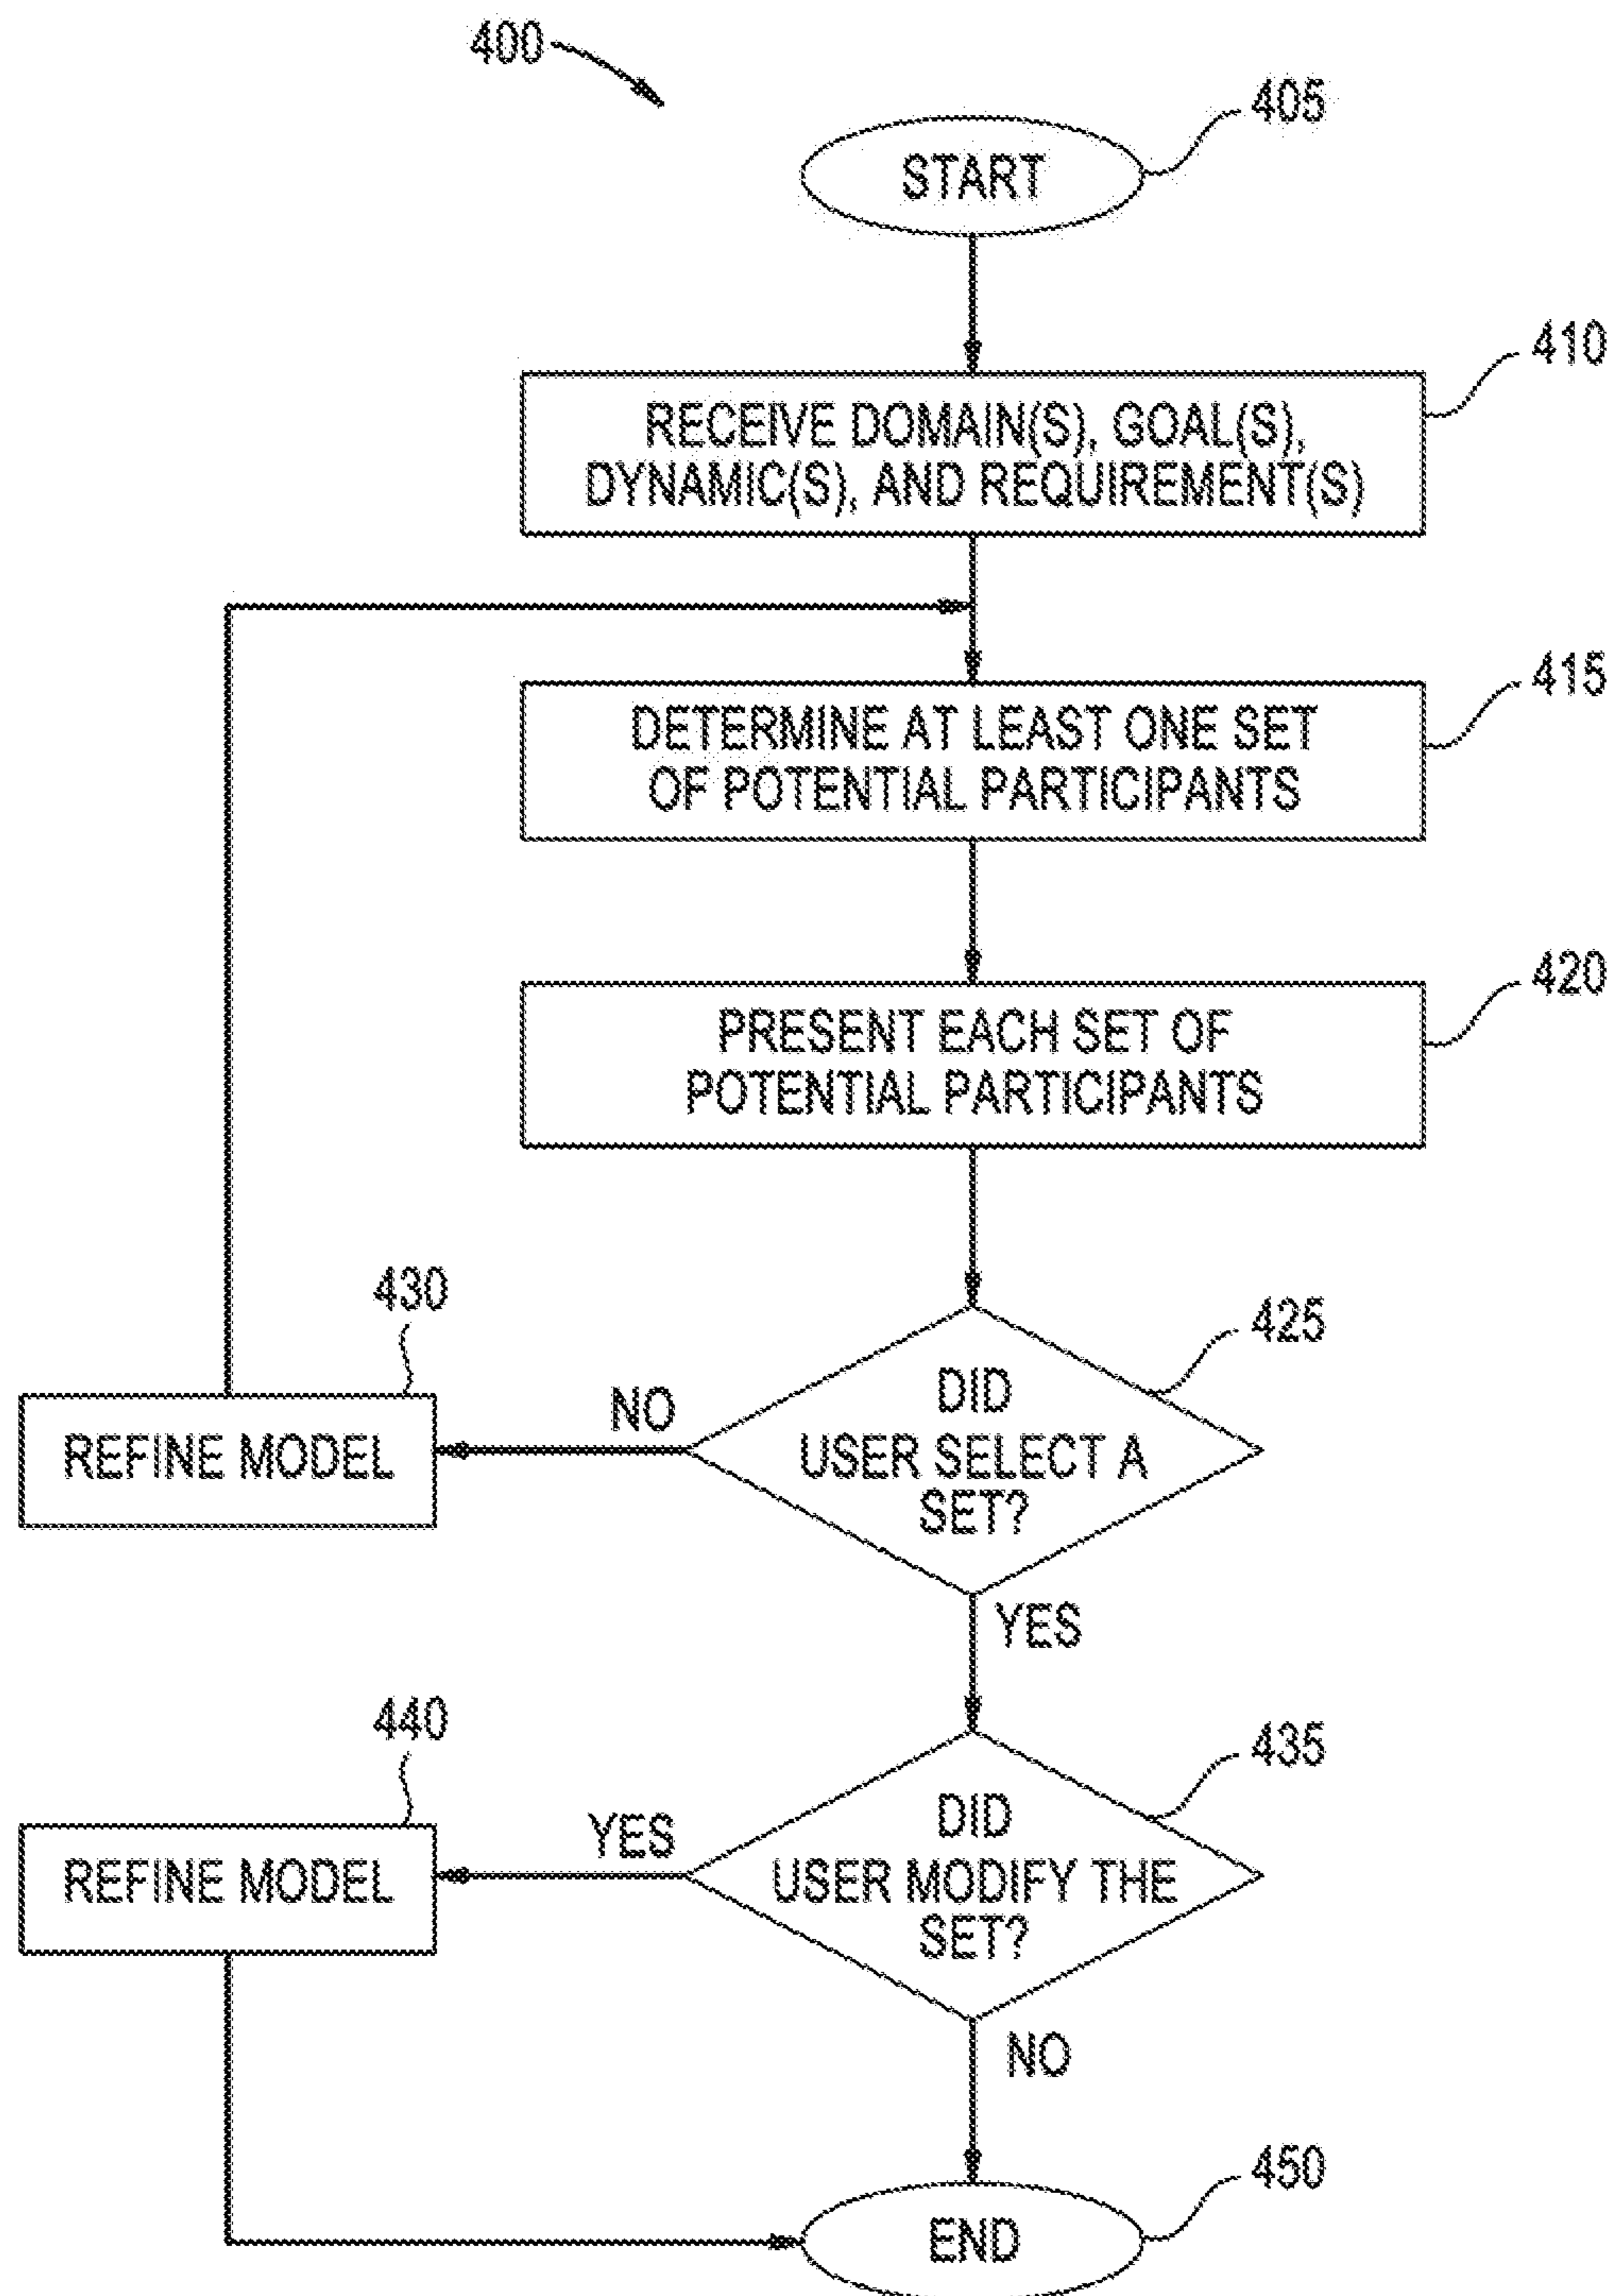 400
405
START
410
RECEIVE DOMAIN(S), GOAL(S),
DYNAMIC(S), AND REQUIREMENT(S)
415
DETERMINE AT LEAST ONE SET
OF POTENTIAL PARTICIPANTS
420
PRESENT EACH SET OF
POTENTIAL PARTICIPANTS
430
425
NO
DID
USER SELECT A
SET?
REFINE MODEL
YES
440
435
YES
DID
USER MODIFY THE
SET?
REFINE MODEL
NO
450
END